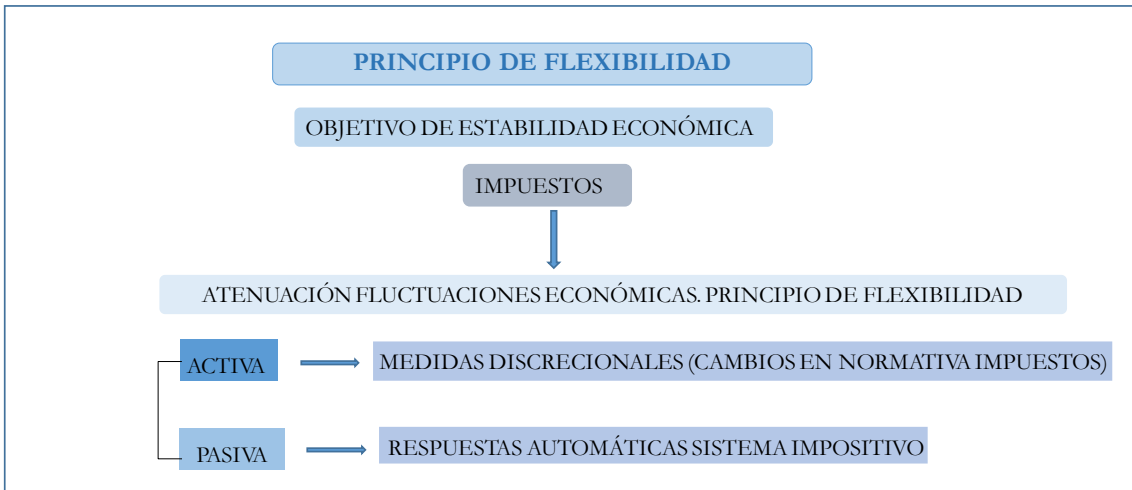 PRINCIPIO DE FLEXIBILIDAD
OBJETIVO DE ESTABILIDAD ECONÓMICA
IMPUESTOS
ATENUACIÓN FLUCTUACIONES ECONÓMICAS. PRINCIPIO DE FLEXIBILIDAD
ACTIVA
MEDIDAS DISCRECIONALES (CAMBIOS EN NORMATIVA IMPUESTOS)
PASIVA
RESPUESTAS AUTOMÁTICAS SISTEMA IMPOSITIVO